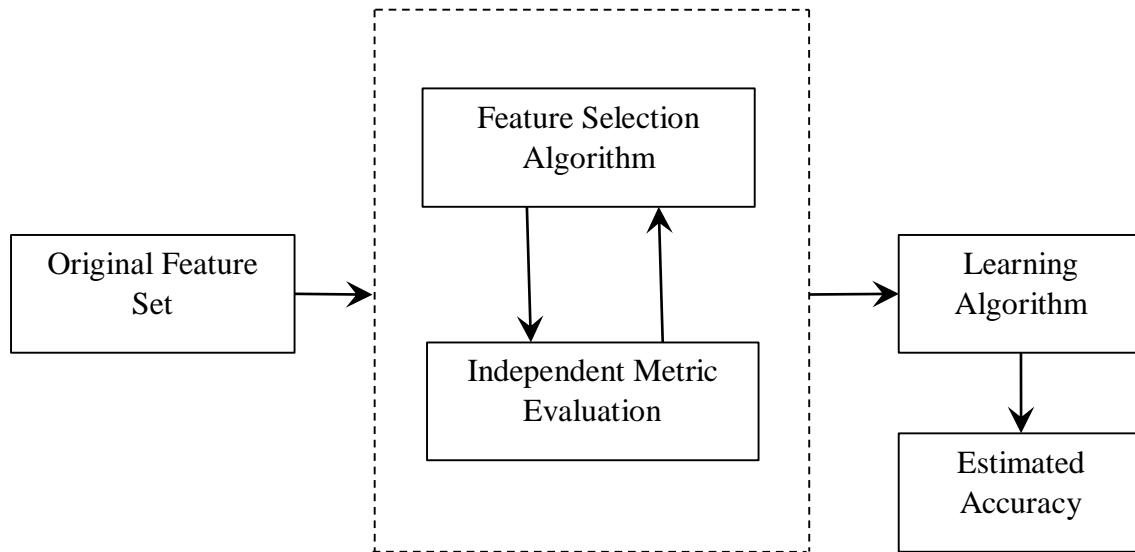 Original Feature
Set
Feature Selection
Algorithm
Independent Metric
Evaluation
Learning
Algorithm
Estimated
Accuracy